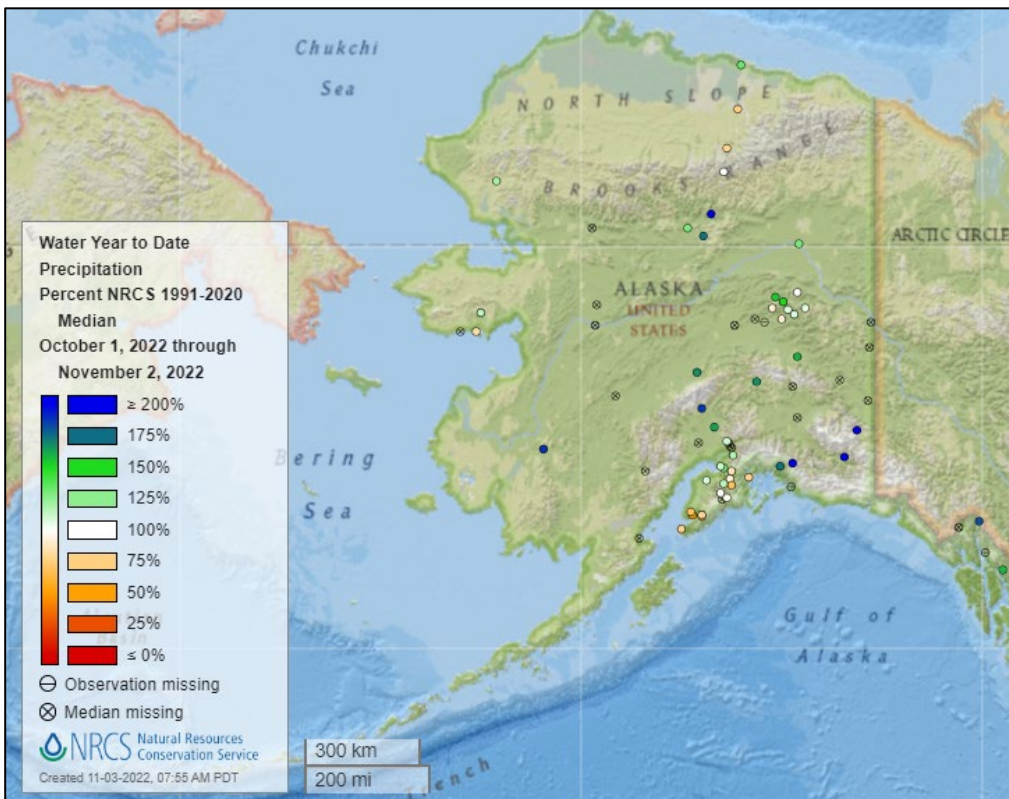 Chukchi
Sea
NORTH SLOPE
BROOKS RANGE
ARCTIC CIRCLE
ALASKA
UNITED
STATES
Bering
Sea
Gulf of
Alaska
Water Year to Date
Precipitation
Percent NRCS 1991-2020
Median
October 1, 2022 through
November 2, 2022
≥ 200%
175%
150%
125%
100%
75%
50%
25%
≤ 0%
Observation missing
Median missing
NRCS Natural Resources
Conservation Service
Created 11-03-2022, 07:55 AM PDT
300 km
200 mi
Trench